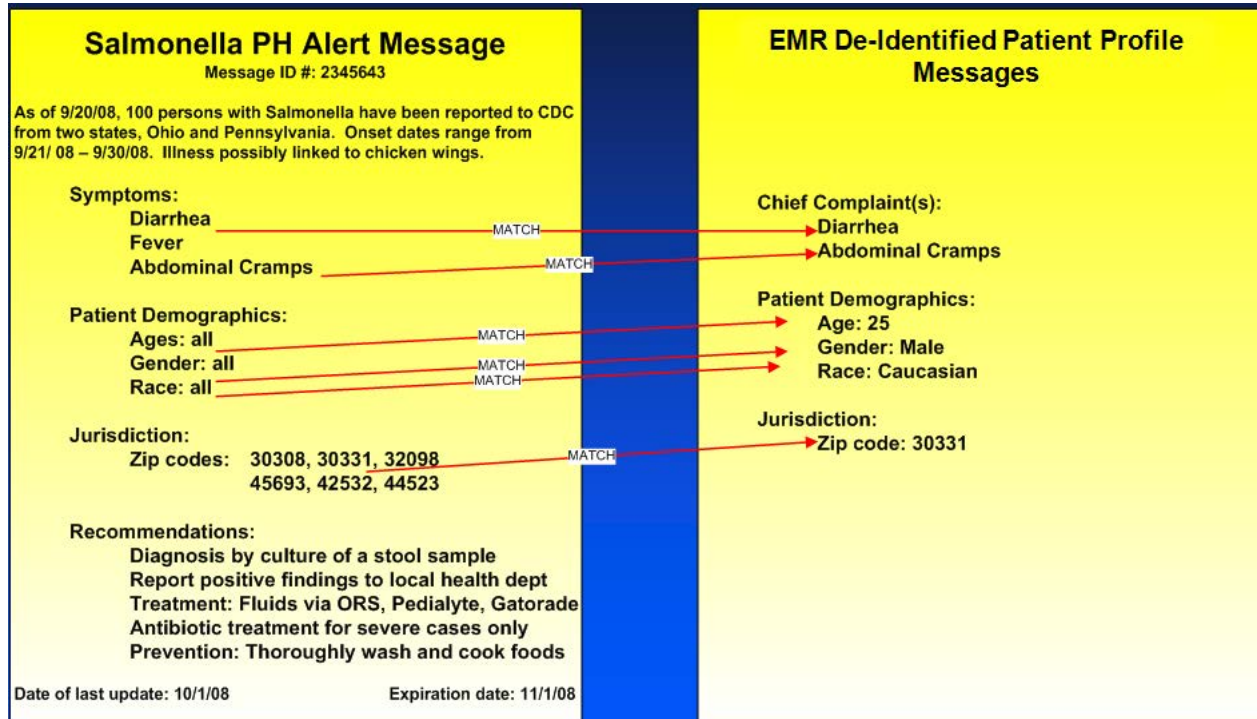 Salmonella PH Alert Message
Message ID #: 2345643
As of 9/20/08, 100 persons with Salmonella have been reported to CDC
from two states, Ohio and Pennsylvania.  Onset dates range from
9/21/ 08 – 9/30/08.  Illness possibly linked to chicken wings.
Symptoms:
Diarrhea
Fever
Abdominal Cramps
Patient Demographics:
Ages: all
Gender: all
Race: all
Jurisdiction:
Zip codes:   30308, 30331, 32098
45693, 42532, 44523
Recommendations:
Diagnosis by culture of a stool sample
Report positive findings to local health dept
Treatment: Fluids via ORS, Pedialyte, Gatorade
Antibiotic treatment for severe cases only
Prevention: Thoroughly wash and cook foods
Date of last update: 10/1/08
Expiration date: 11/1/08
MATCH
MATCH
MATCH
MATCH
MATCH
MATCH
EMR De-Identified Patient Profile
Messages
Chief Complaint(s):
Diarrhea
Abdominal Cramps
Patient Demographics:
Age: 25
Gender: Male
Race: Caucasian
Jurisdiction:
Zip code: 30331